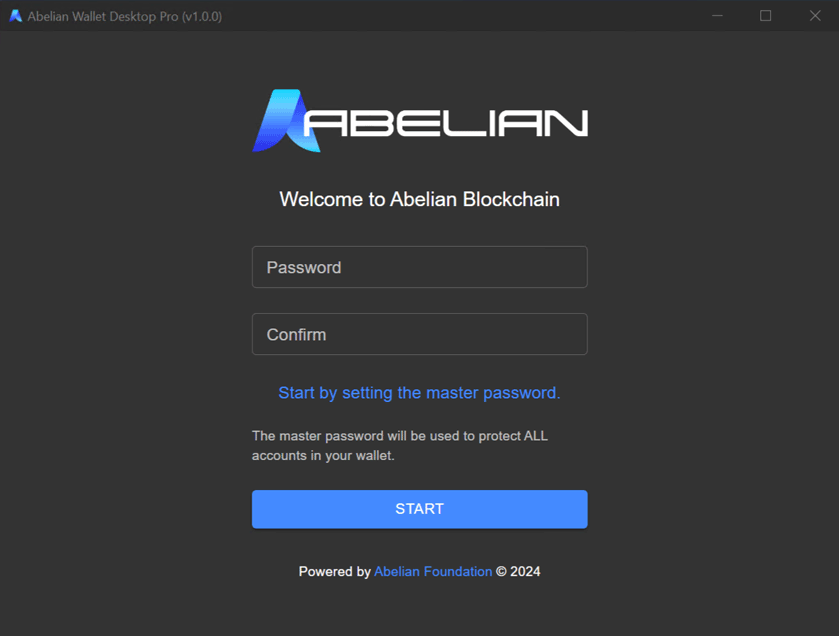 Abelian Wallet Desktop Pro (v1.0.0)
ABELIAN
Welcome to Abelian Blockchain
Password
Confirm
Start by setting the master password.
The master password will be used to protect ALL
accounts in your wallet.
START
Powered by Abelian Foundation © 2024